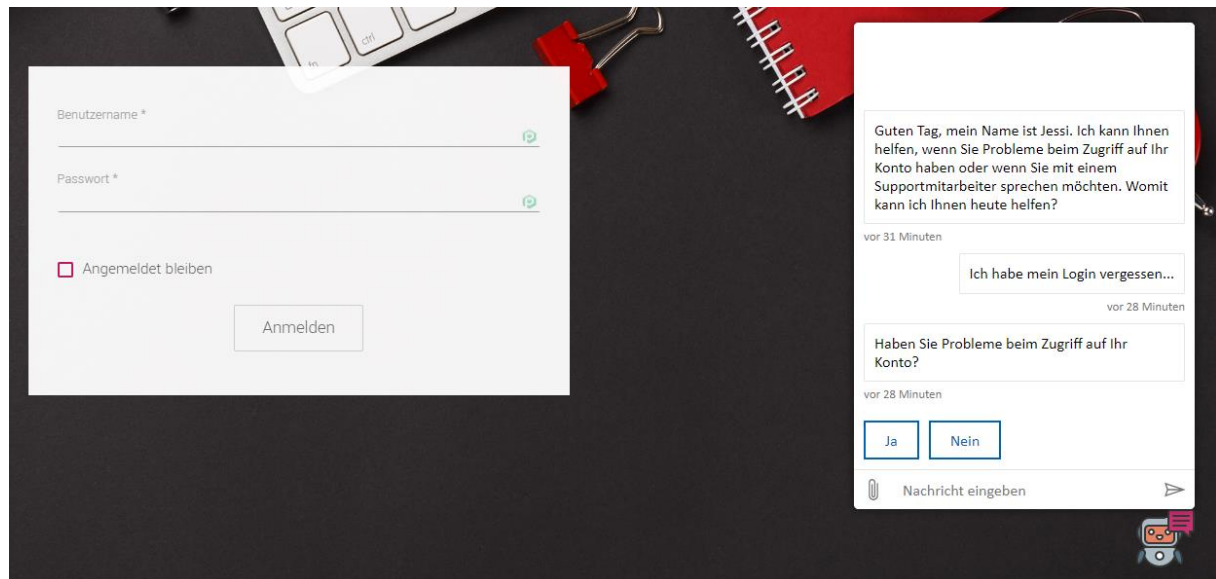 ctrl
fn
Benutzername *
Passwort *
Angemeldet bleiben
Anmelden
Guten Tag, mein Name ist Jessi. Ich kann Ihnen
helfen, wenn Sie Probleme beim Zugriff auf Ihr
Konto haben oder wenn Sie mit einem
Supportmitarbeiter sprechen möchten. Womit
kann ich Ihnen heute helfen?
vor 31 Minuten
Ich habe mein Login vergessen...
vor 28 Minuten
Haben Sie Probleme beim Zugriff auf Ihr
Konto?
vor 28 Minuten
Ja
Nein
Nachricht eingeben